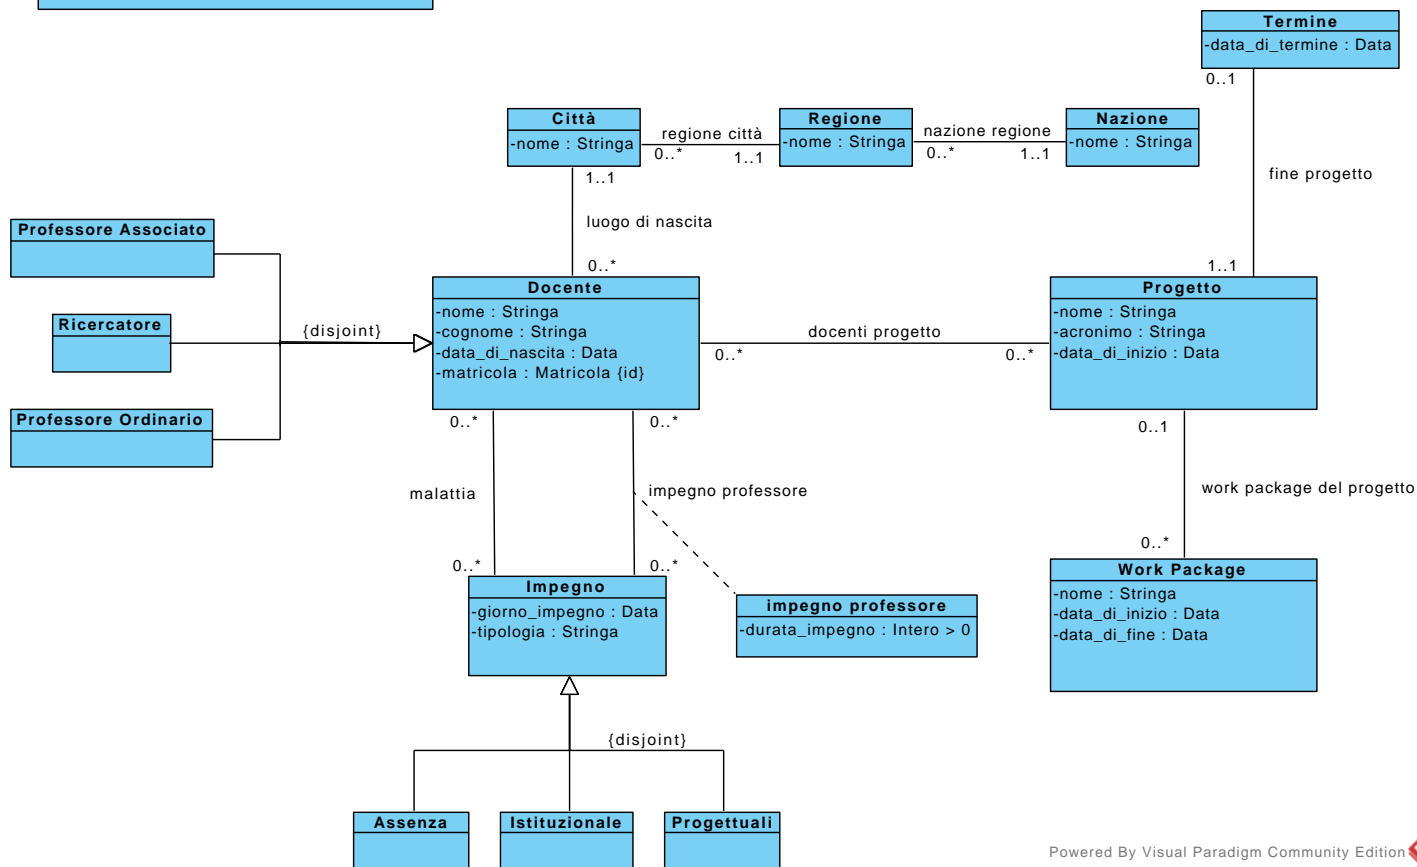 Termine
-data_di_termine : Data
0..1
Città
-nome : Stringa
regione città
0..*
1..1
Regione
-nome : Stringa
nazione regione
0..*
1..1
Nazione
-nome : Stringa
1..1
luogo di nascita
0..*
fine progetto
1..1
Professore Associato
Ricercatore
Professore Ordinario
{disjoint}
Docente
-nome : Stringa
-cognome : Stringa
-data_di_nascita : Data
-matricola : Matricola {id}
docenti progetto
0..*
0..*
Progetto
-nome : Stringa
-acronimo : Stringa
-data_di_inizio : Data
0..*
0..*
0..1
malattia
impegno professore
work package del progetto
0..*
0..*
0..*
Impegno
-giorno_impegno : Data
-tipologia : Stringa
impegno professore
-durata_impegno : Intero > 0
Work Package
-nome : Stringa
-data_di_inizio : Data
-data_di_fine : Data
{disjoint}
Assenza
Istituzionale
Progettuali
Powered By Visual Paradigm Community Edition